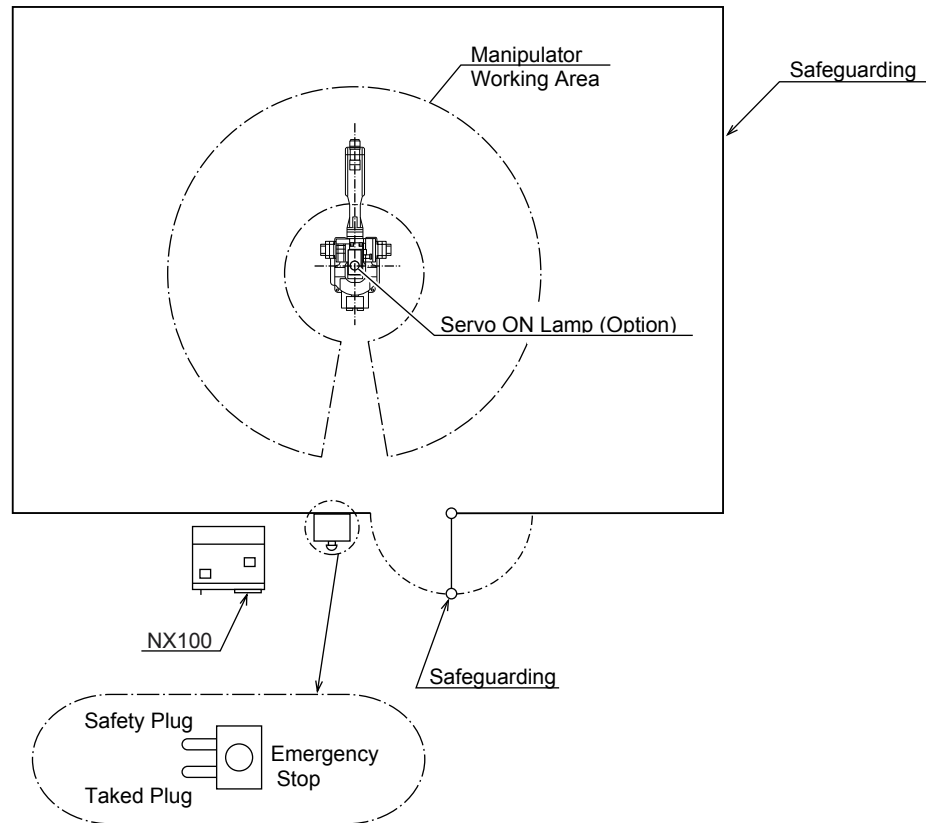 Manipulator
Working Area
Safeguarding
Servo ON Lamp (Option)
NX100
Safeguarding
Safety Plug
Emergency
Stop
Taked Plug